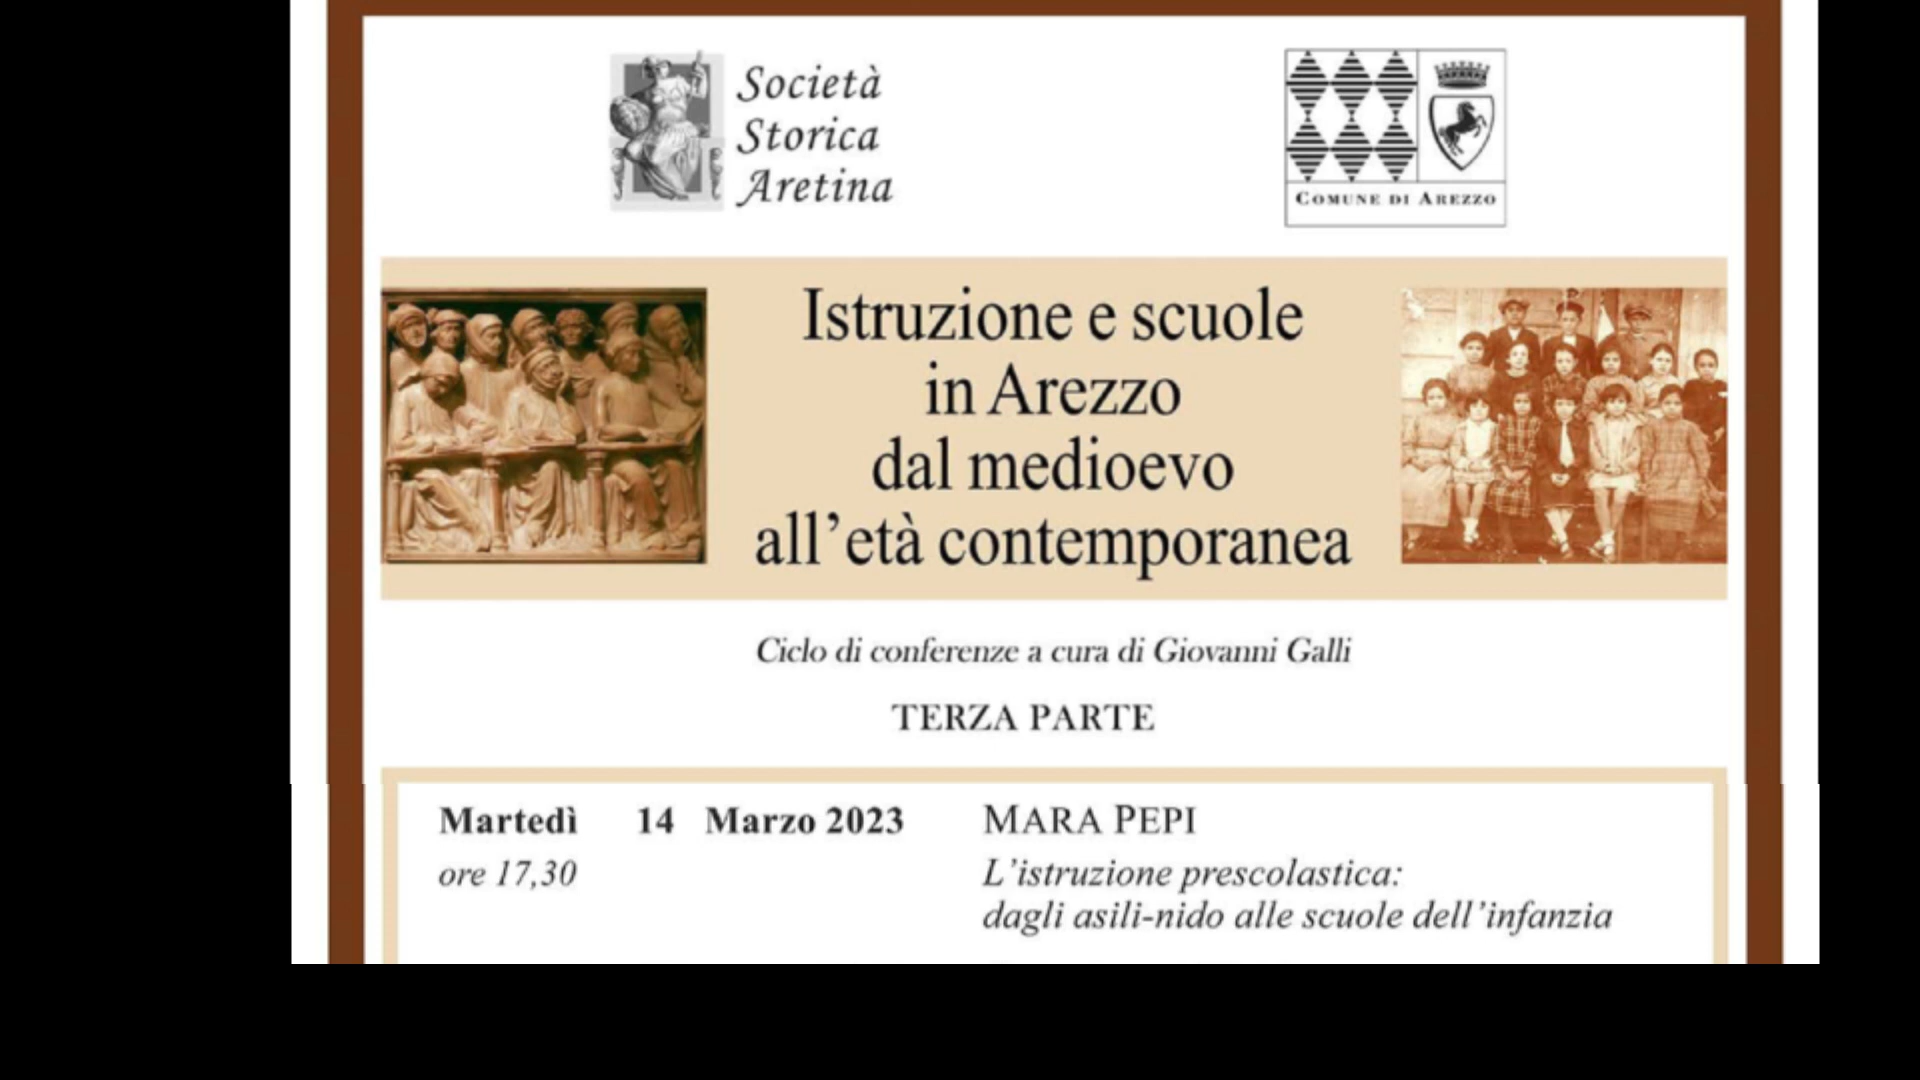 Società
Storica
Aretina
COMUNE DI AREZZO
Istruzione e scuole
in Arezzo
dal medioevo
all’età contemporanea
Ciclo di conferenze a cura di Giovanni Galli
TERZA PARTE
Martedì 14 Marzo 2023 MARA PEPI
ore 17,30 L’istruzione prescolastica:
dagli asili-nido alle scuole dell’infanzia